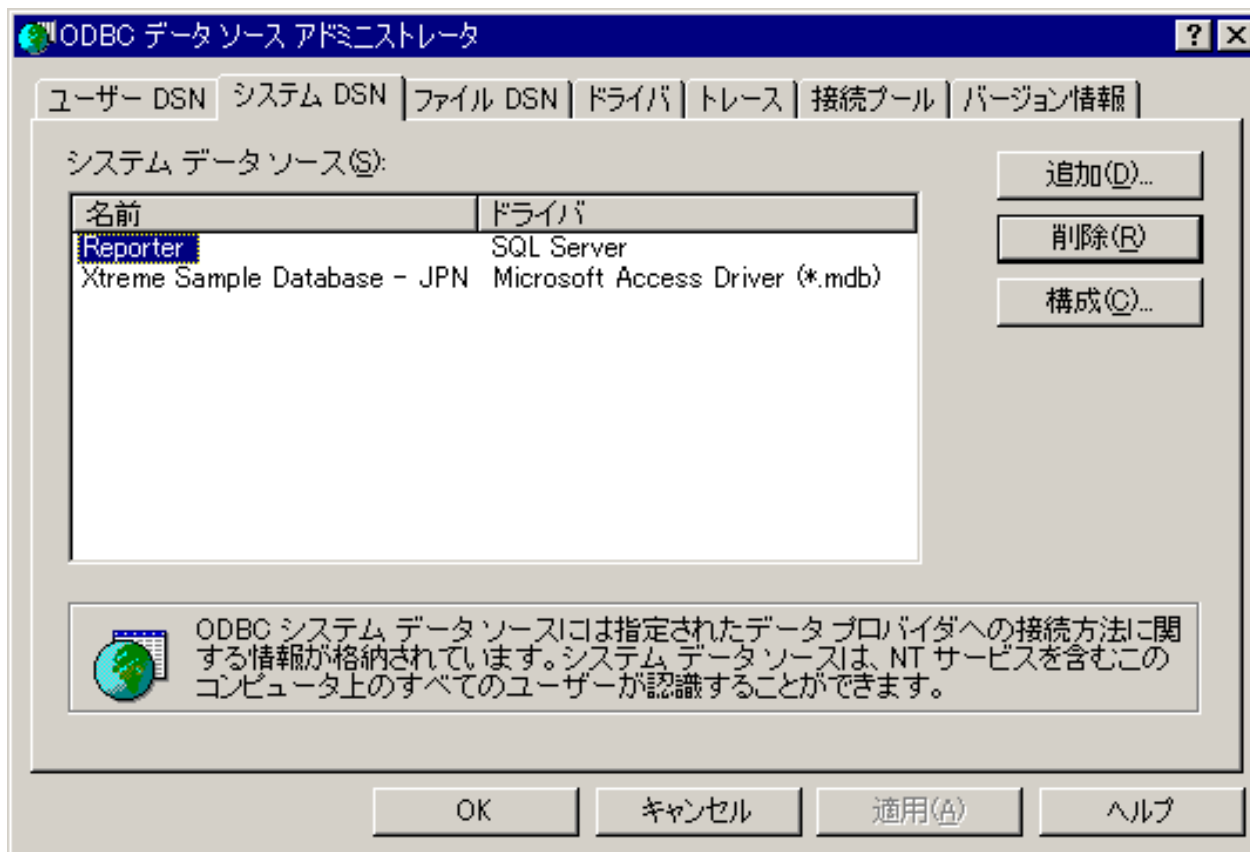 ODBC データ ソース アドミニストレータ
ユーザー DSN システム DSN ファイル DSN ドライバ トレース 接続プール バージョン情報
システム データ ソース(S):
追加(D)...
名前 ドライバ
削除(R)
Reporter SQL Server
Xtreme Sample Database - JPN Microsoft Access Driver (*.mdb)
構成(C)...
ODBC システム データ ソースには指定されたデータ プロバイダへの接続方法に関
する情報が格納されています。システム データ ソースは、NT サービスを含むこの
コンピュータ上のすべてのユーザーが認識することができます。
OK キャンセル 適用(A) ヘルプ